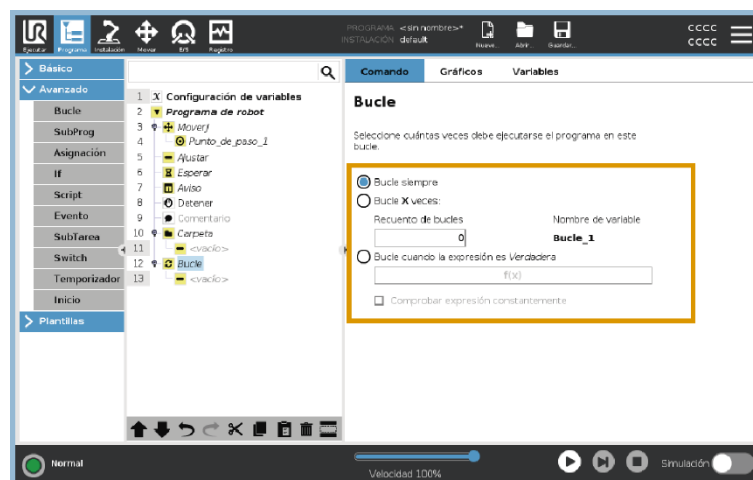 UR
Ejecutar Programa Instalación Mover E/S Registro
PROGRAMA <sin nombre>*
INSTALACIÓN default
Nuevo... Abrir... Guardar...
CCCC
CCCC
Básico
Avanzado
Bucle
SubProg
Asignación
If
Script
Evento
SubTarea
Switch
Temporizador
Inicio
Plantillas
1 X Configuración de variables
2 Programa de robot
3 MoverJ
4 Punto_de_paso_1
5 Ajustar
6 Esperar
7 Aviso
8 Detener
9 Comentario
10 Carpeta
11 <vacío>
12 Bucle
13 <vacío>
Comando Gráficos Variables
Bucle
Seleccione cuántas veces debe ejecutarse el programa en este
bucle.
Bucle siempre
Bucle X veces:
Recuento de bucles Nombre de variable
0 Bucle_1
Bucle cuando la expresión es Verdadera
f(x)
Comprobar expresión constantemente
Normal
Velocidad 100%
Simulación